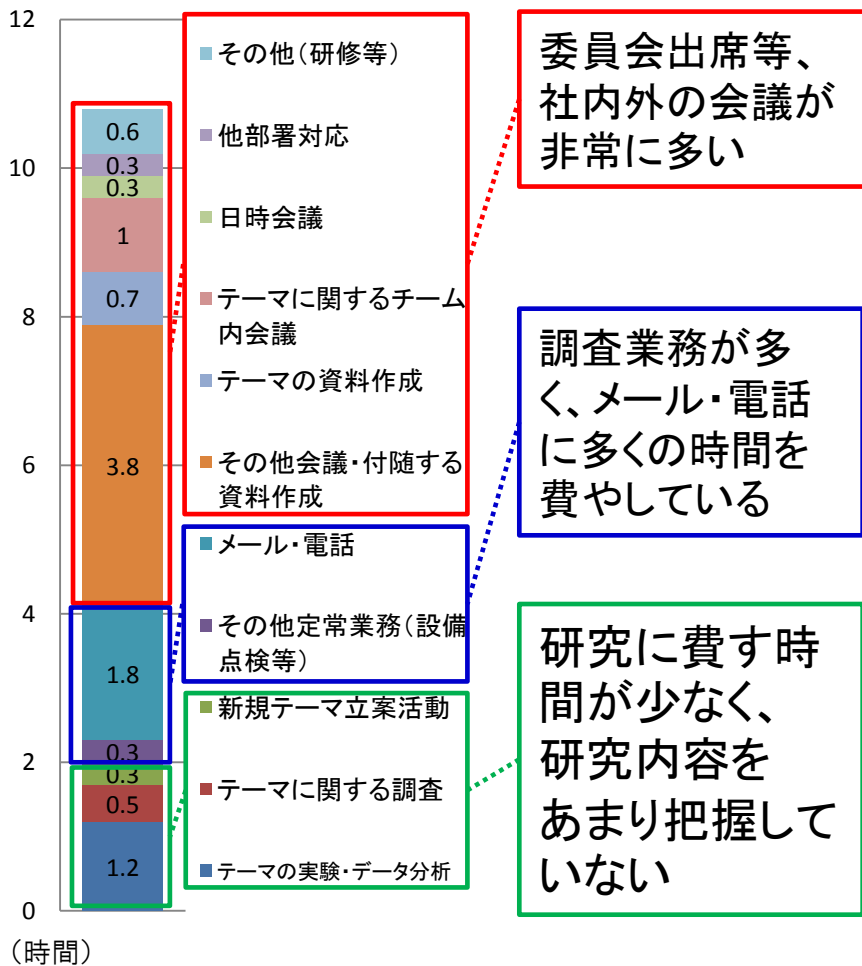 12
10
8
6
4
2
0
(時間)
0.6
0.3
0.3
1
0.7
3.8
1.8
0.3
0.3
0.5
1.2
その他(研修等)
他部署対応
日時会議
テーマに関するチーム
内会議
テーマの資料作成
その他会議・付随する
資料作成
メール・電話
その他定常業務(設備
点検等)
新規テーマ立案活動
テーマに関する調査
テーマの実験・データ分析
委員会出席等、
社内外の会議が
非常に多い
調査業務が多
く、メール・電話
に多くの時間を
費やしている
研究に費す時
間が少なく、
研究内容を
あまり把握して
いない